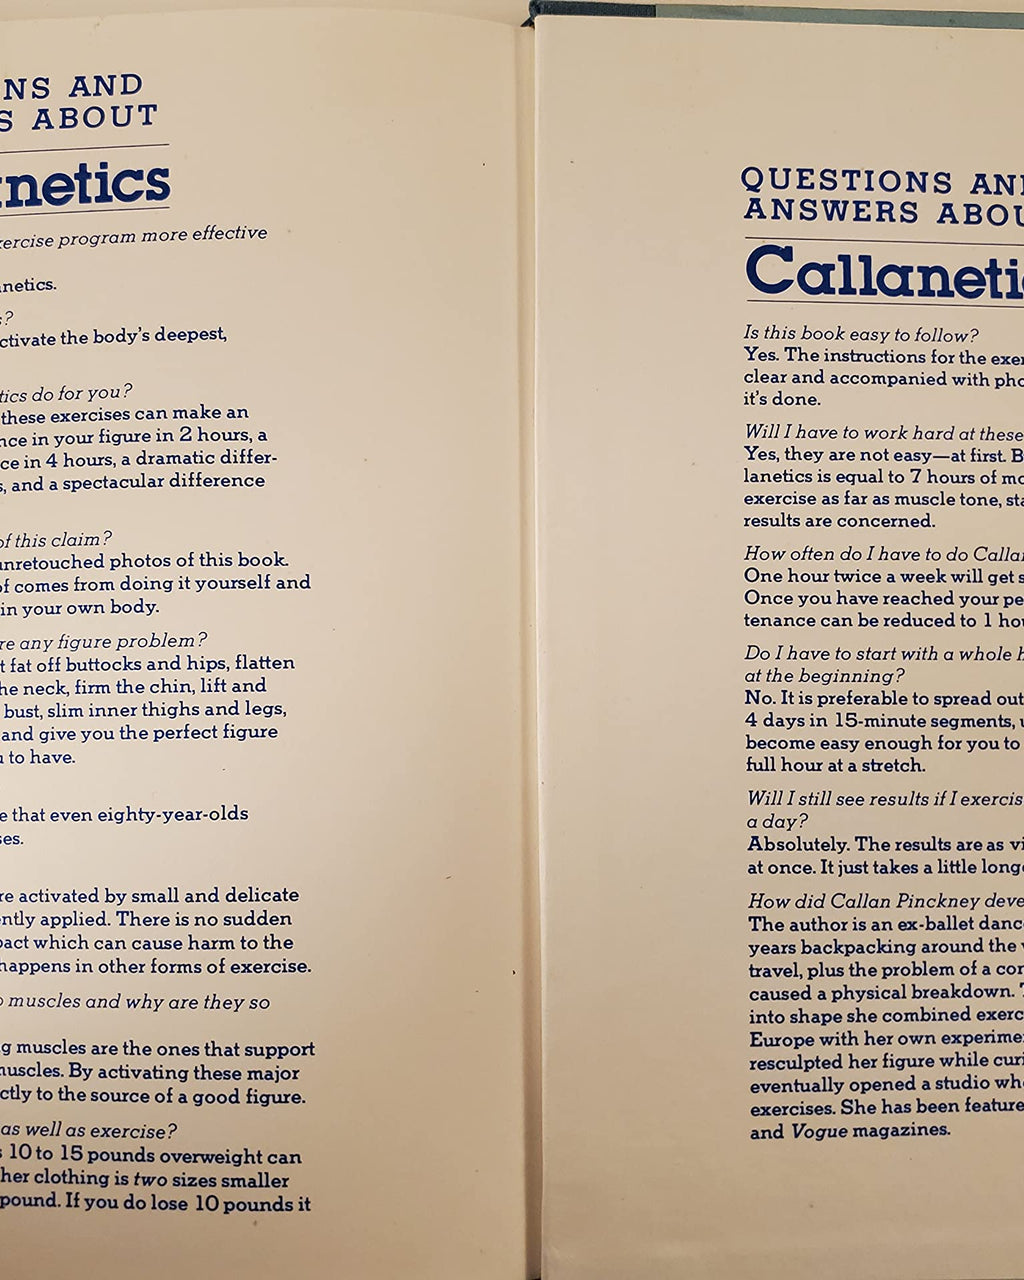 NS AND
S ABOUT
netics
ercise program more effective
netics.
s?
ctivate the body's deepest,
tics do for you?
these exercises can make an
nce in your figure in 2 hours, a
ce in 4 hours, a dramatic differ-
s, and a spectacular difference
of this claim?
unretouched photos of this book.
of comes from doing it yourself and
in your own body.
re any figure problem?
t fat off buttocks and hips, flatten
he neck, firm the chin, lift and
bust, slim inner thighs and legs,
and give you the perfect figure
u to have.
e that even eighty-year-olds
ses.
re activated by small and delicate
ently applied. There is no sudden
pact which can cause harm to the
happens in other forms of exercise.
p muscles and why are they so
g muscles are the ones that support
muscles. By activating these major
ctly to the source of a good figure.
as well as exercise?
s 10 to 15 pounds overweight can
her clothing is two sizes smaller
pound. If you do lose 10 pounds it
QUESTIONS AN
ANSWERS ABOU
Callaneti
Is this book easy to follow?
Yes. The instructions for the exer
clear and accompanied with pho
it's done.
Will I have to work hard at these
Yes, they are not easy—at first. B
lanetics is equal to 7 hours of mo
exercise as far as muscle tone, sta
results are concerned.
How often do I have to do Calla
One hour twice a week will get s
Once you have reached your pe
tenance can be reduced to 1 hou
Do I have to start with a whole h
at the beginning?
No. It is preferable to spread out
4 days in 15-minute segments, u
become easy enough for you to
full hour at a stretch.
Will I still see results if I exercis
a day?
Absolutely. The results are as vi
at once. It just takes a little longe
How did Callan Pinckney deve
The author is an ex-ballet danc
years backpacking around the
travel, plus the problem of a con
caused a physical breakdown. T
into shape she combined exerc
Europe with her own experime
resculpted her figure while curi
eventually opened a studio whe
exercises. She has been feature
and Vogue magazines.